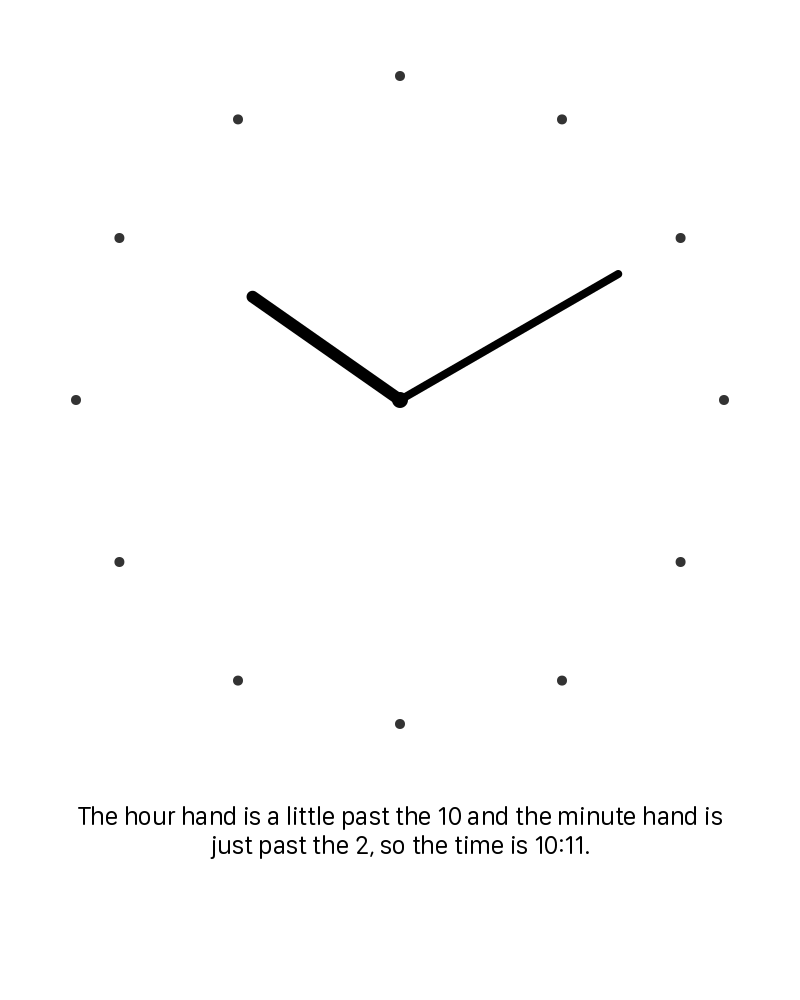 The hour hand is a little past the 10 and the minute hand is
just past the 2, so the time is 10:11.